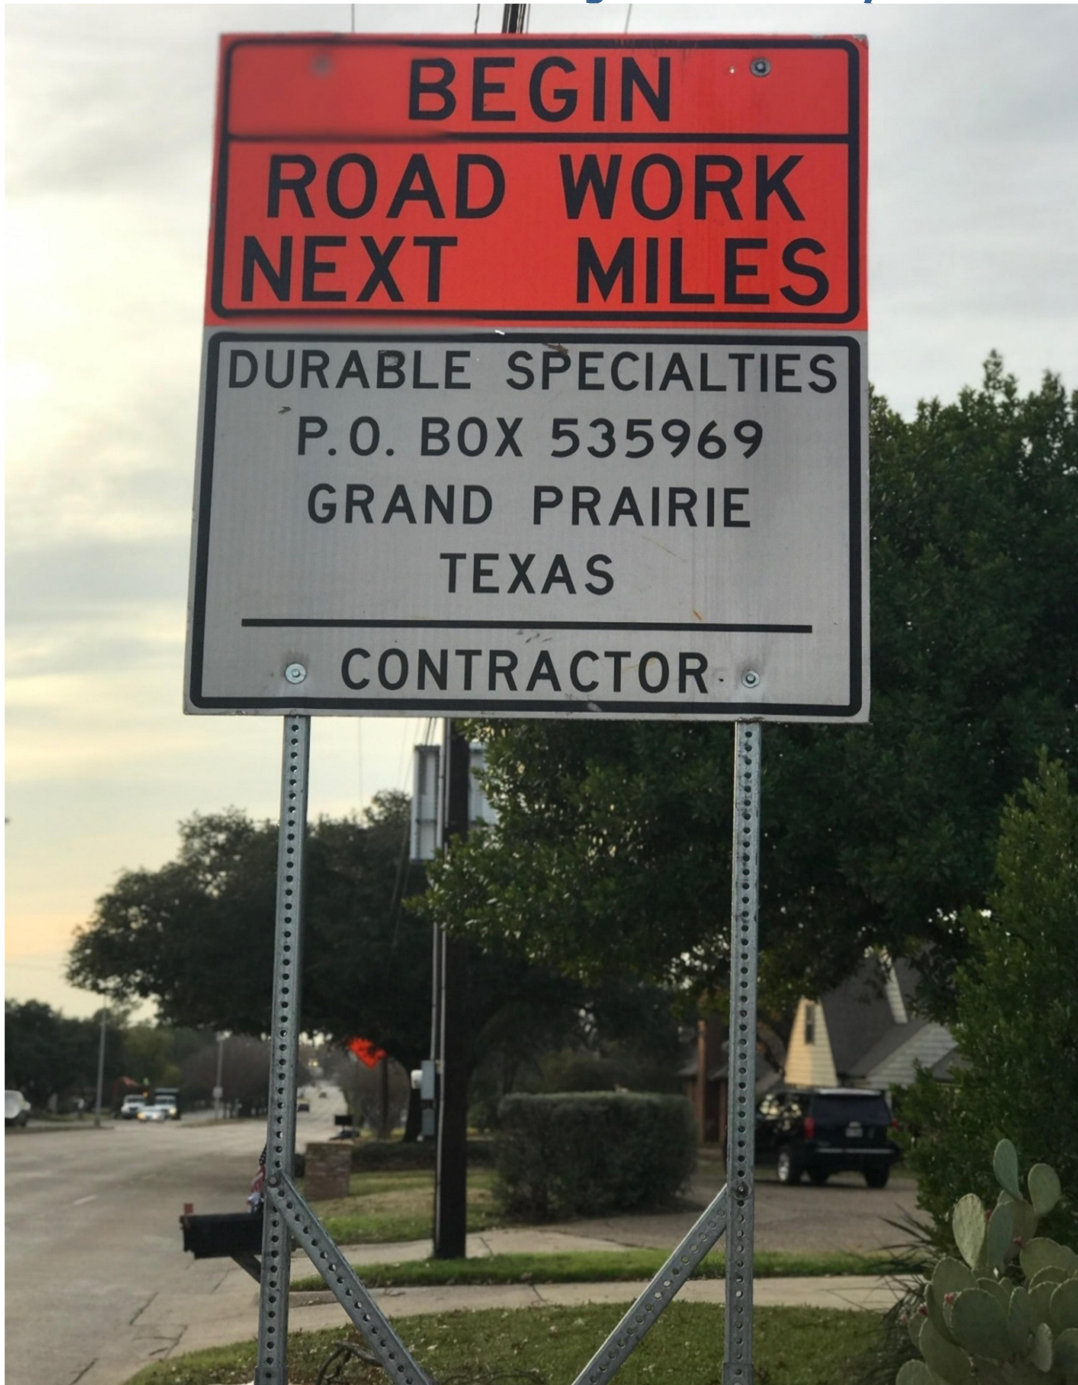 BEGIN
ROAD WORK
NEXT MILES
DURABLE SPECIALTIES
P.O. BOX 535969
GRAND PRAIRIE
TEXAS
CONTRACTOR